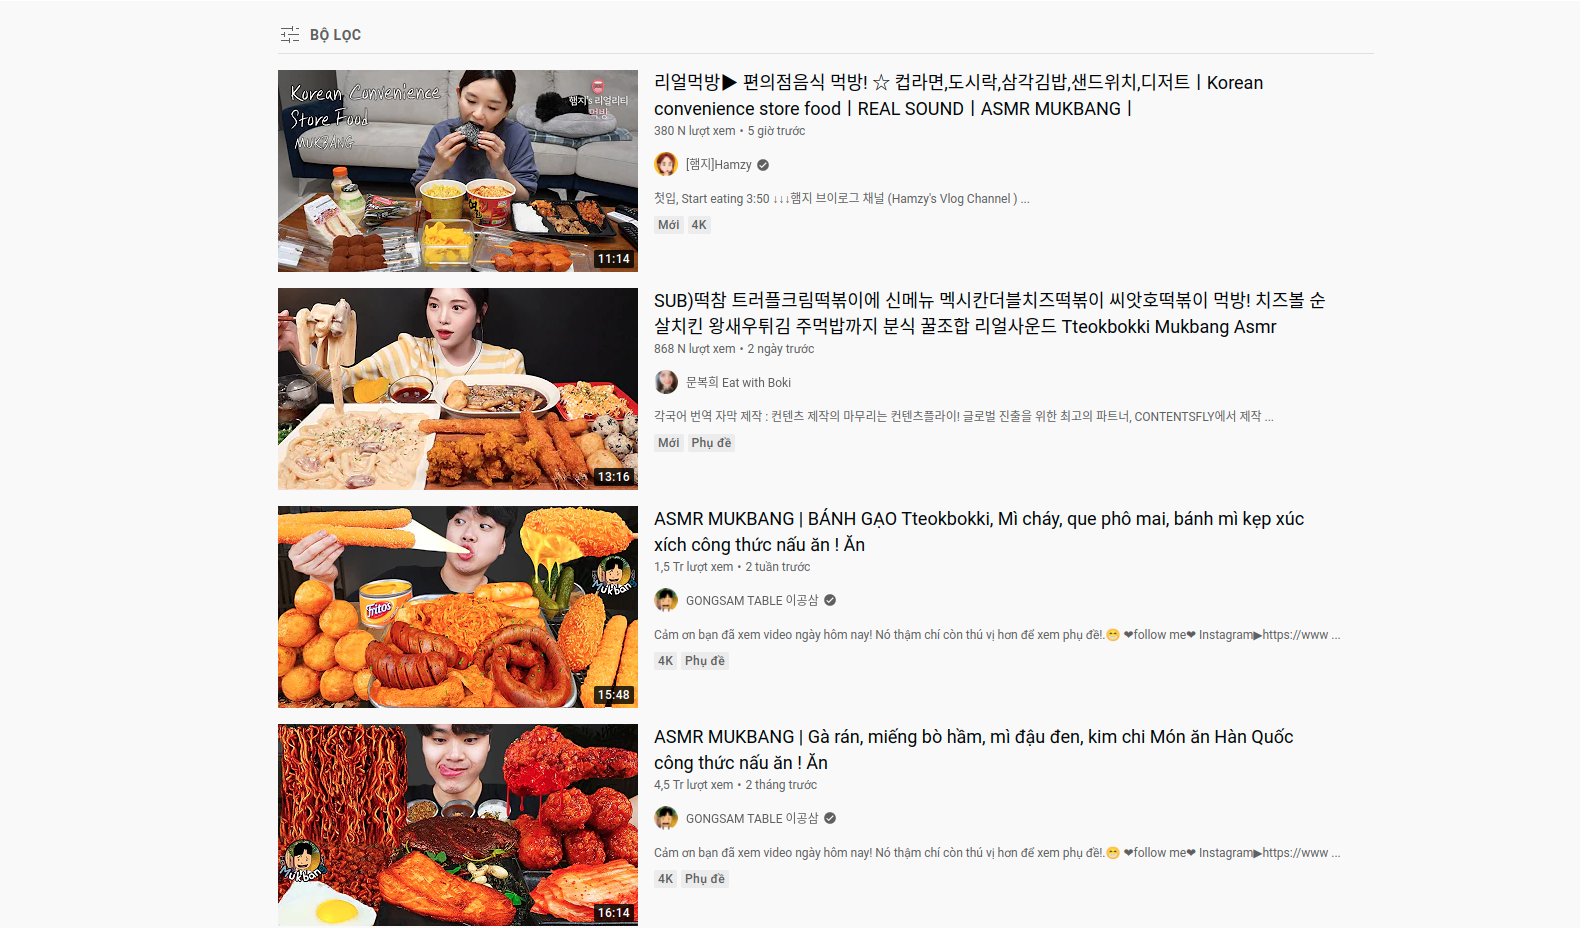 BỘ LỌC
Korean Convenience
Store Food
MUKBANG
햄지's 리얼리티
먹방
11:14
리얼먹방▶ 편의점음식 먹방! ☆ 컵라면,도시락,삼각김밥,샌드위치,디저트ㅣKorean
convenience store foodㅣREAL SOUNDㅣASMR MUKBANGㅣ
380 N lượt xem • 5 giờ trước
[햄지]Hamzy
첫입, Start eating 3:50 ↓↓↓햄지 브이로그 채널 (Hamzy's Vlog Channel ) ...
Mới 4K
13:16
SUB)떡참 트러플크림떡볶이에 신메뉴 멕시칸더블치즈떡볶이 씨앗호떡볶이 먹방! 치즈볼 순
살치킨 왕새우튀김 주먹밥까지 분식 꿀조합 리얼사운드 Tteokbokki Mukbang Asmr
868 N lượt xem • 2 ngày trước
문복희 Eat with Boki
각국어 번역 자막 제작 : 컨텐츠 제작의 마무리는 컨텐츠플라이! 글로벌 진출을 위한 최고의 파트너, CONTENTSFLY에서 제작 ...
Mới Phụ đề
Fritos
Mukbang
15:48
ASMR MUKBANG | BÁNH GẠO Tteokbokki, Mì cháy, que phô mai, bánh mì kẹp xúc
xích công thức nấu ăn ! Ăn
1,5 Tr lượt xem • 2 tuần trước
GONGSAM TABLE 이공삼
Cảm ơn bạn đã xem video ngày hôm nay! Nó thậm chí còn thú vị hơn để xem phụ đề!.😁 ❤follow me❤ Instagram▶https://www ...
4K Phụ đề
Mukbang
16:14
ASMR MUKBANG | Gà rán, miếng bò hầm, mì đậu đen, kim chi Món ăn Hàn Quốc
công thức nấu ăn ! Ăn
4,5 Tr lượt xem • 2 tháng trước
GONGSAM TABLE 이공삼
Cảm ơn bạn đã xem video ngày hôm nay! Nó thậm chí còn thú vị hơn để xem phụ đề!.😁 ❤follow me❤ Instagram▶https://www ...
4K Phụ đề